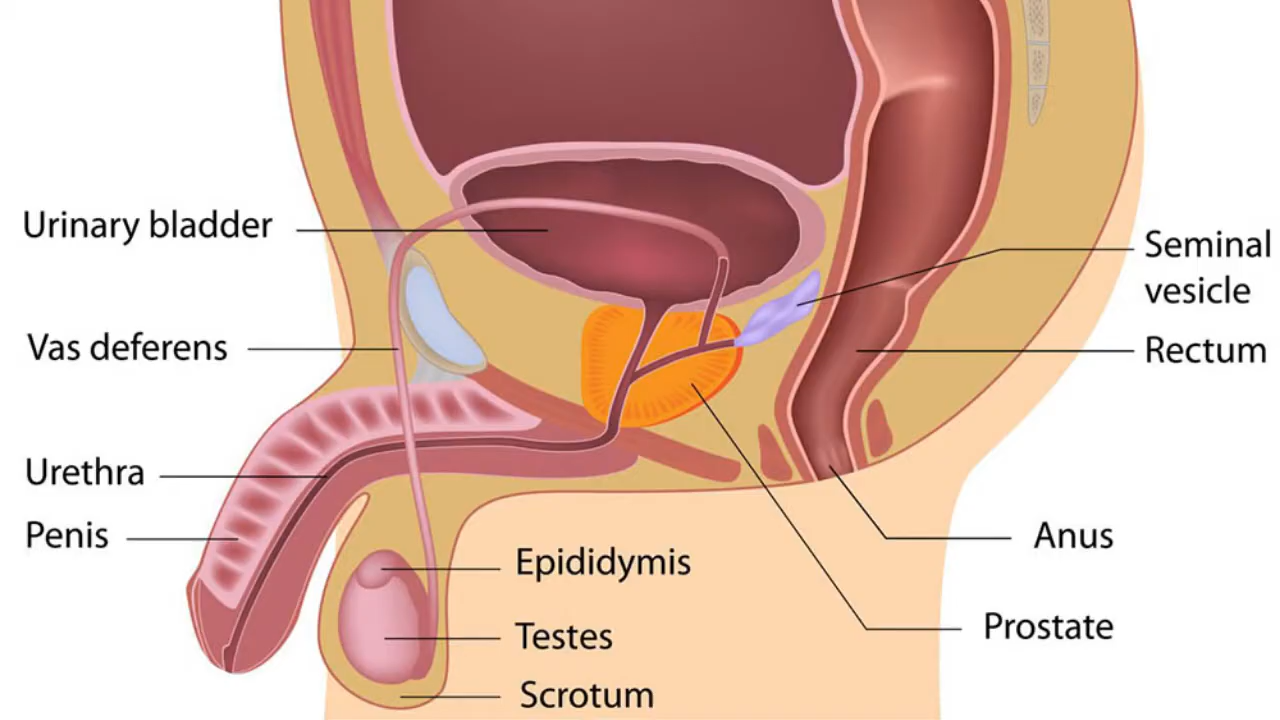 Urinary bladder
Vas deferens
Urethra
Penis
Epididymis
Testes
Scrotum
Seminal
vesicle
Rectum
Anus
Prostate